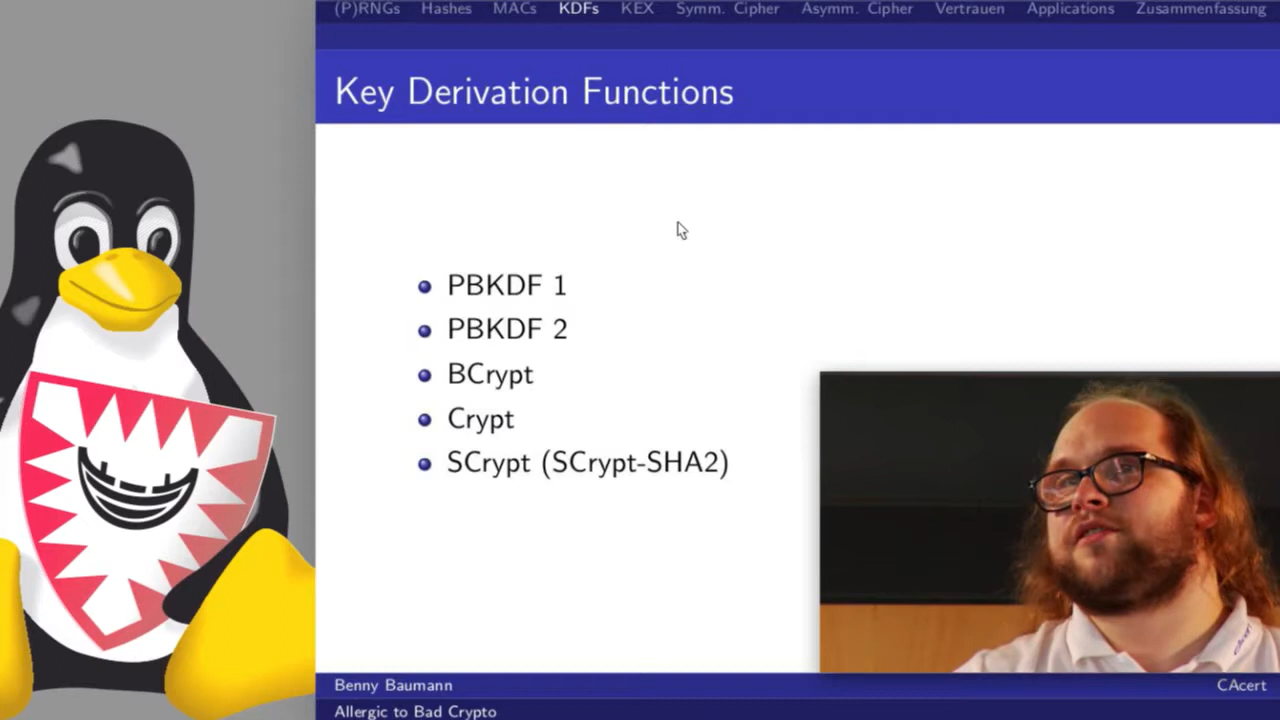 (P)RNGs Hashes MACs KDFs KEX Symm. Cipher Asymm. Cipher Vertrauen Applications Zusammenfassung
Key Derivation Functions
PBKDF 1
PBKDF 2
BCrypt
Crypt
SCrypt (SCrypt-SHA2)
Benny Baumann CAcert
Allergic to Bad Crypto